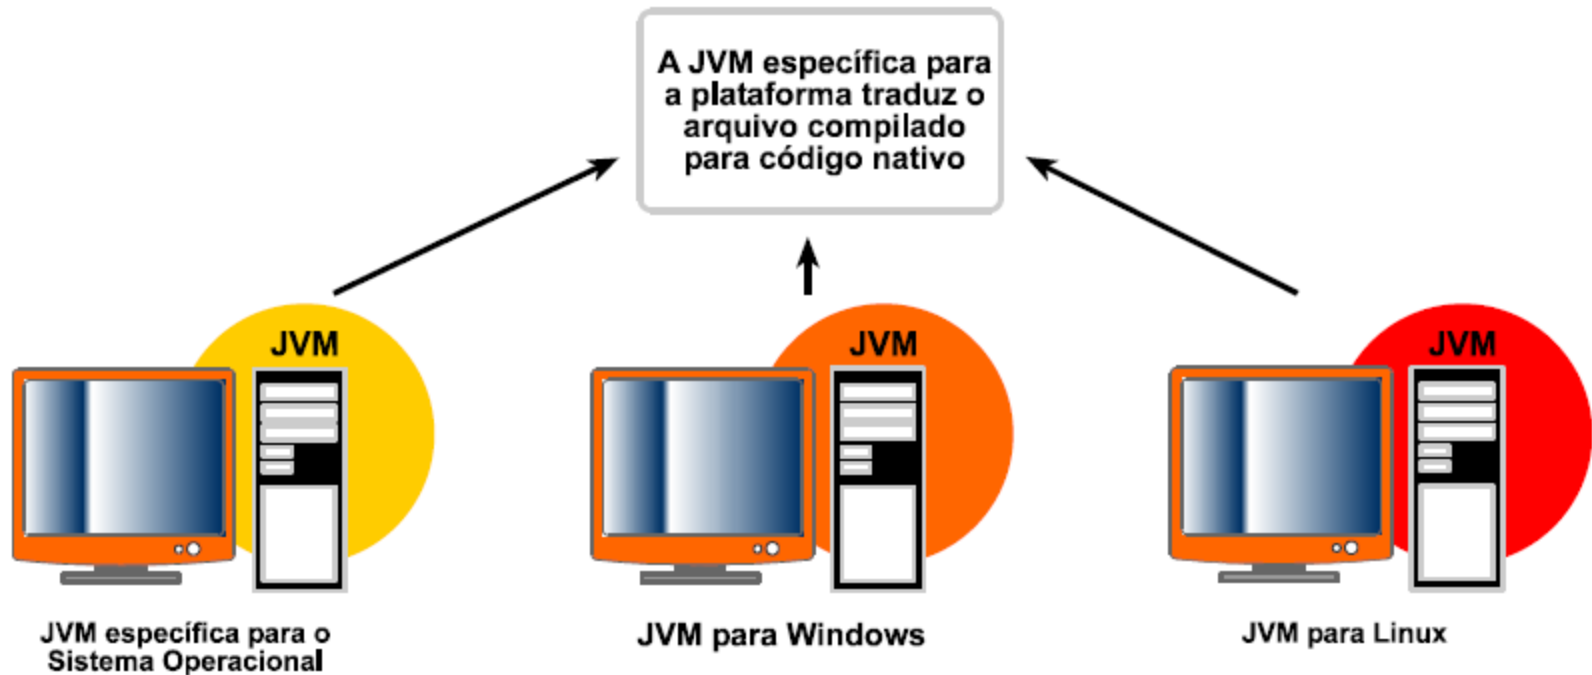 A JVM específica para
a plataforma traduz o
arquivo compilado
para código nativo
JVM
JVM
JVM
JVM específica para o
Sistema Operacional
JVM para Windows
JVM para Linux